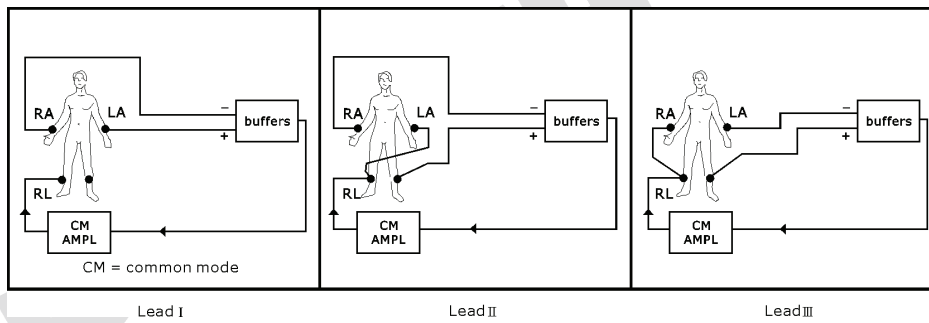 RA
LA
−
+
buffers
RL
CM
AMPL
CM = common mode
RA
LA
−
+
buffers
RL
CM
AMPL
RA
LA
−
+
buffers
RL
CM
AMPL
Lead I
Lead II
Lead III